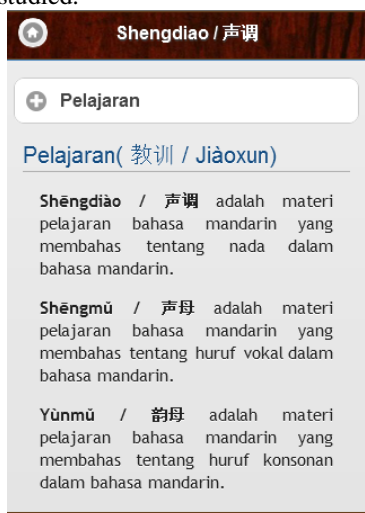 studied.
Shengdiao / 声调
Pelajaran
Pelajaran( 教训 / Jiàoxun)
Shēngdiào / 声调 adalah materi
pelajaran bahasa mandarin yang
membahas tentang nada dalam
bahasa mandarin.
Shēngmǔ / 声母 adalah materi
pelajaran bahasa mandarin yang
membahas tentang huruf vokal dalam
bahasa mandarin.
Yùnmǔ / 韵母 adalah materi
pelajaran bahasa mandarin yang
membahas tentang huruf konsonan
dalam bahasa mandarin.